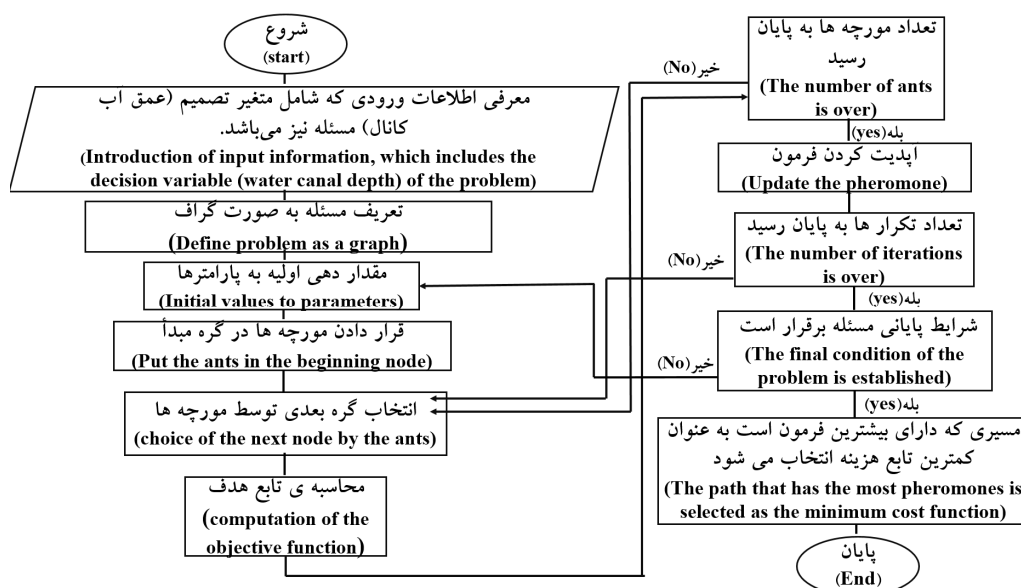 شروع
(start)
معرفی اطلاعات ورودی که شامل متغیر تصمیم (عمق آب
کانال) مسئله نیز می‌باشد.
(Introduction of input information, which includes the
decision variable (water canal depth) of the problem)
تعریف مسئله به صورت گراف
(Define problem as a graph)
مقدار دهی اولیه به پارامترها
(Initial values to parameters)
قرار دادن مورچه ها در گره مبدأ
(Put the ants in the beginning node)
انتخاب گره بعدی توسط مورچه ها
(choice of the next node by the ants)
محاسبه ی تابع هدف
(computation of the
objective function)
تعداد مورچه ها به پایان
رسید
(The number of ants
is over)
خیر(No)
بله(yes)
اپدیت کردن فرمون
(Update the pheromone)
تعداد تکرار ها به پایان رسید
(The number of iterations
is over)
خیر(No)
بله(yes)
شرایط پایانی مسئله برقرار است
(The final condition of the
problem is established)
خیر(No)
بله(yes)
مسیری که دارای بیشترین فرمون است به عنوان
کمترین تابع هزینه انتخاب می شود
(The path that has the most pheromones is
selected as the minimum cost function)
پایان
(End)